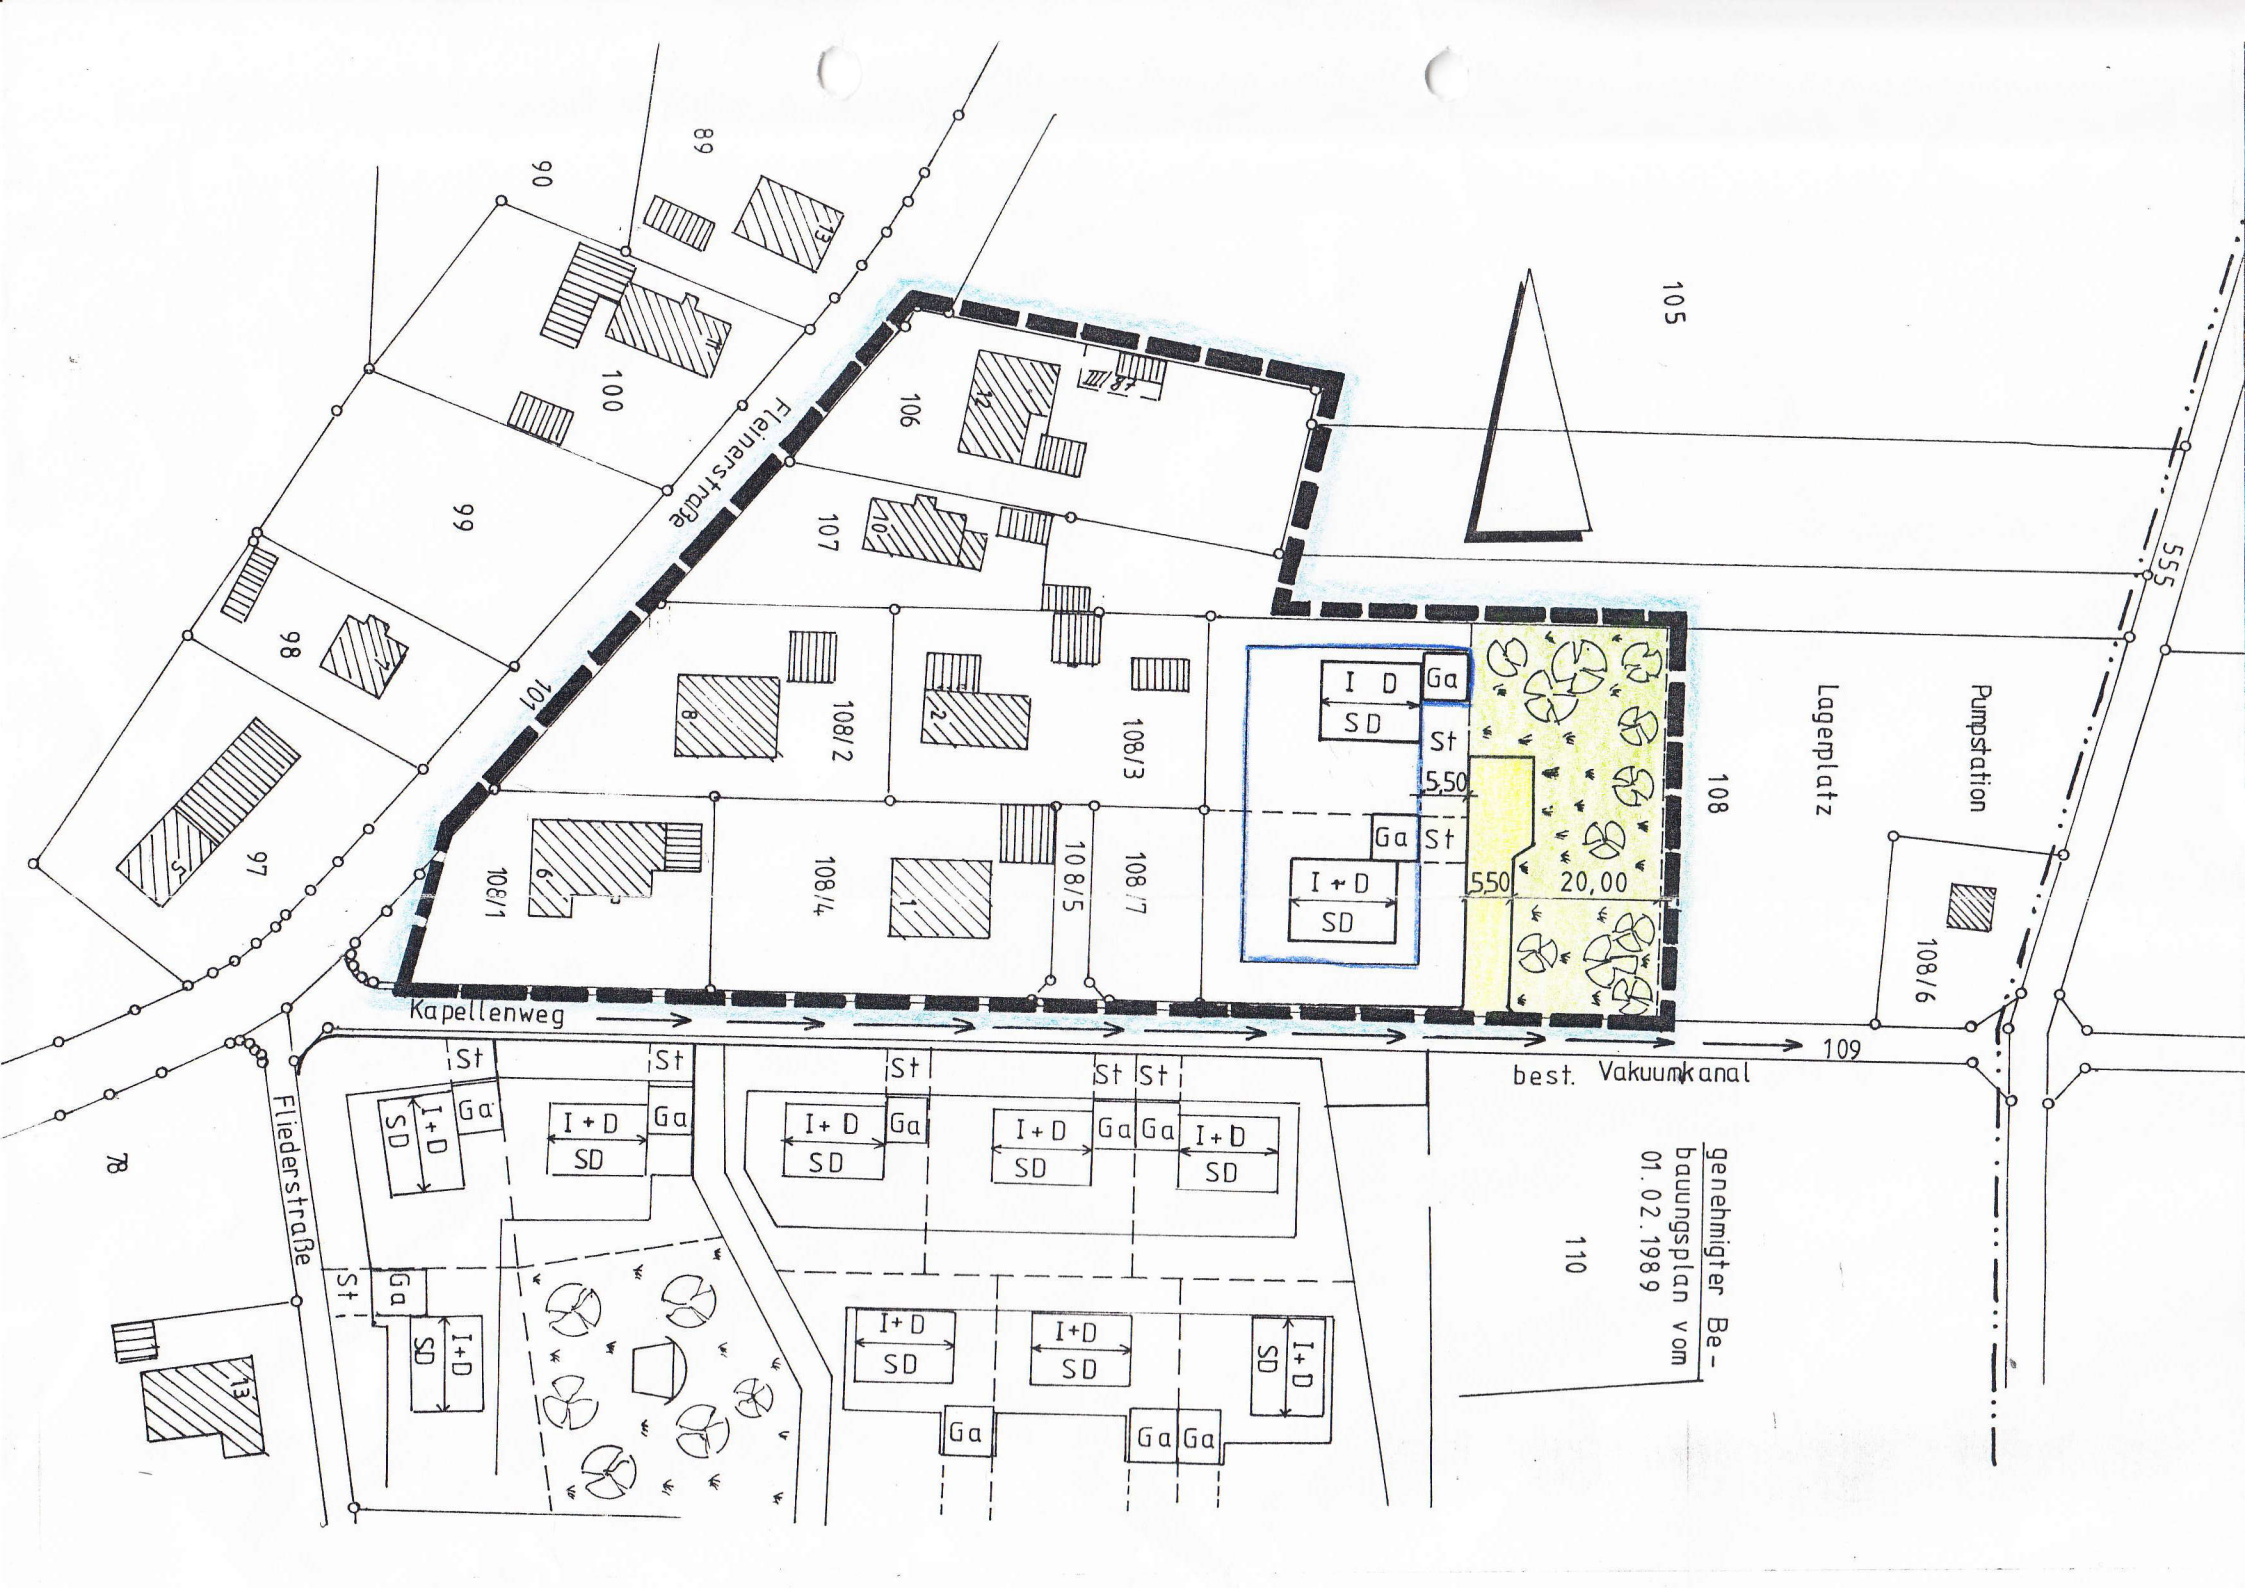 89
90
13
105
11
100
106
12
Fleinerstraße
99
107
10
555
98
7
101
8
108/2
2
108/3
I D
SD
Ga
St
5,50
Ga
St
I + D
SD
5,50
20,00
108
Lageplatz
Pumpstation
97
5
108/1
6
108/4
1
108/5
108/7
108/6
Kapellenweg
109
best. Vakuumkanal
St
St
St
St
St
Ga
I + D
SD
I + D
SD
Ga
I + D
SD
Ga
I + D
SD
Ga
Ga
I + D
SD
Fliederstraße
78
genehmigter Be-
bauungsplan vom
01.02.1989
110
St
Ga
I + D
SD
I + D
SD
I+D
SD
I+D
SD
Ga
Ga
Ga
13